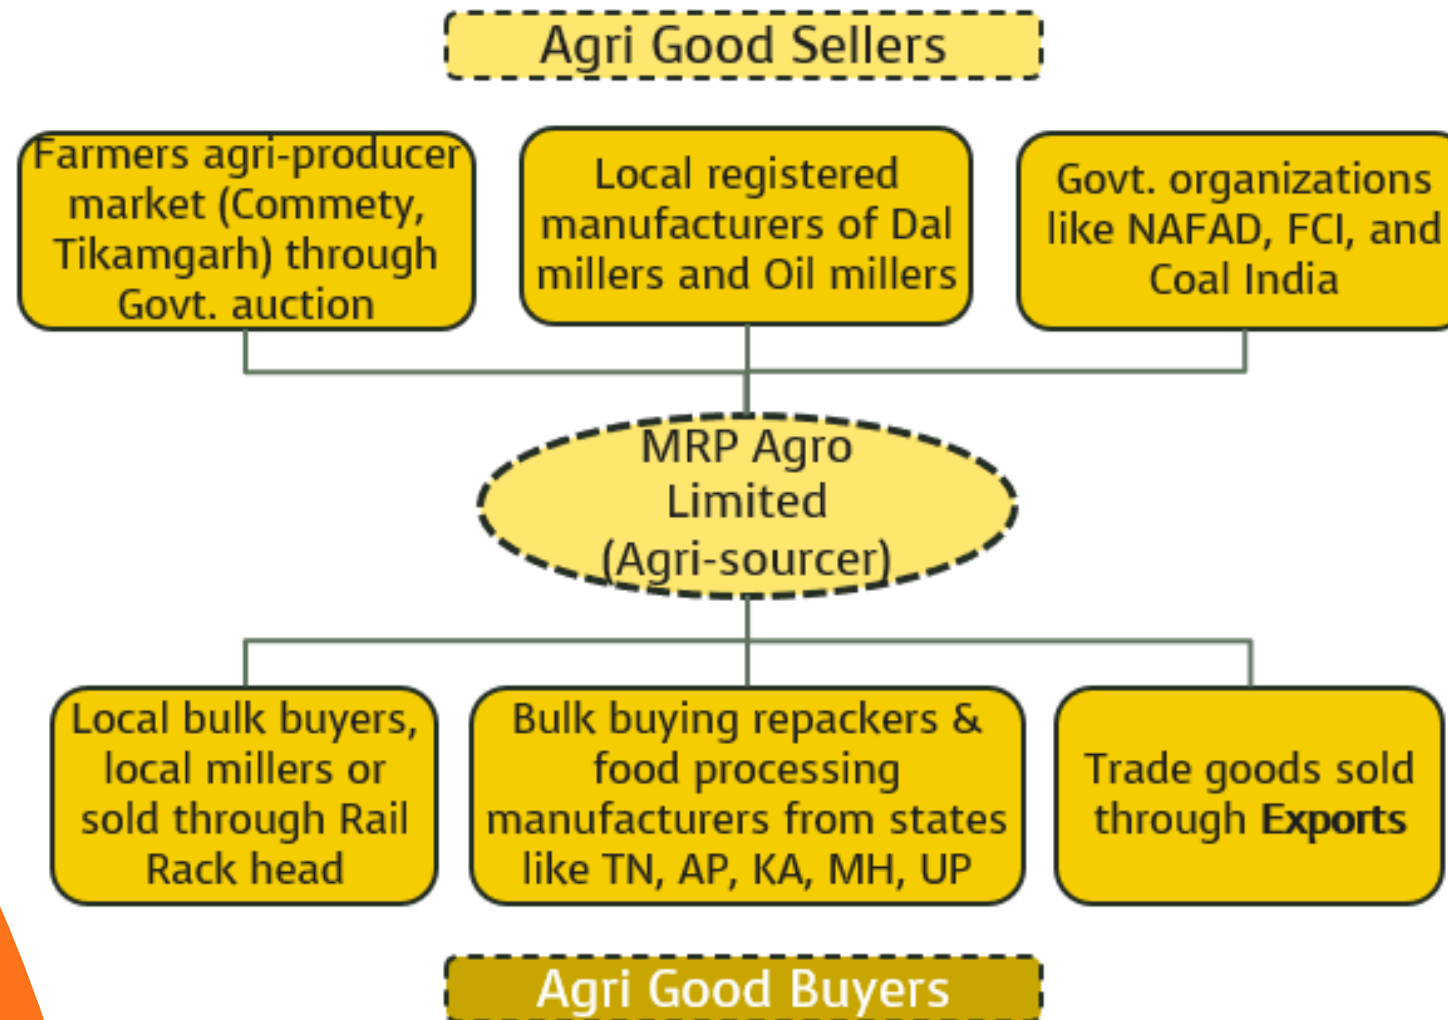 Agri Good Sellers
Farmers agri-producer
market (Commety,
Tikamgarh) through
Govt. auction
Local registered
manufacturers of Dal
millers and Oil millers
Govt. organizations
like NAFAD, FCI, and
Coal India
MRP Agro
Limited
(Agri-sourcer)
Local bulk buyers,
local millers or
sold through Rail
Rack head
Bulk buying repackers &
food processing
manufacturers from states
like TN, AP, KA, MH, UP
Trade goods sold
through Exports
Agri Good Buyers